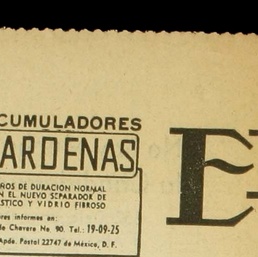 CUMULADORES
ARDENAS
ÑOS DE DURACION NORMAL
N EL NUEVO SEPARADOR DE
STICO Y VIDRIO FIBROSO
ores informes en:
de Chavero No. 90. Tel.: 19-09-25
Apdo. Postal 22747 de México, D. F.
E